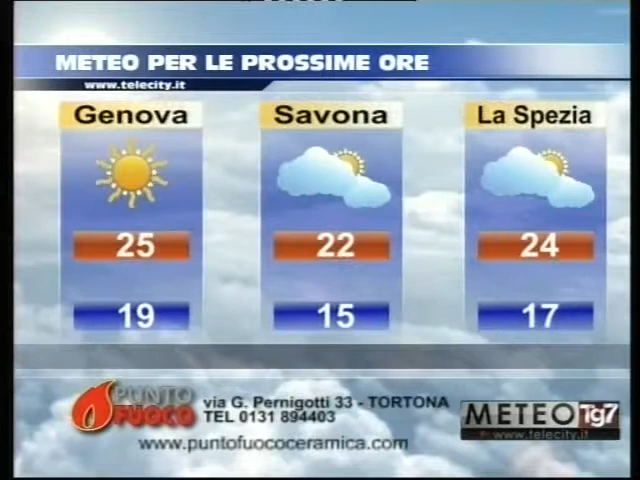 METEO PER LE PROSSIME ORE
www.telecity.it
Genova
Savona
La Spezia
25
22
24
19
15
17
PUNTO
FUOCO
via G. Pernigotti 33 - TORTONA
TEL 0131 894403
www.puntofuococeramica.com
METEO Tg7
www.telecity.it